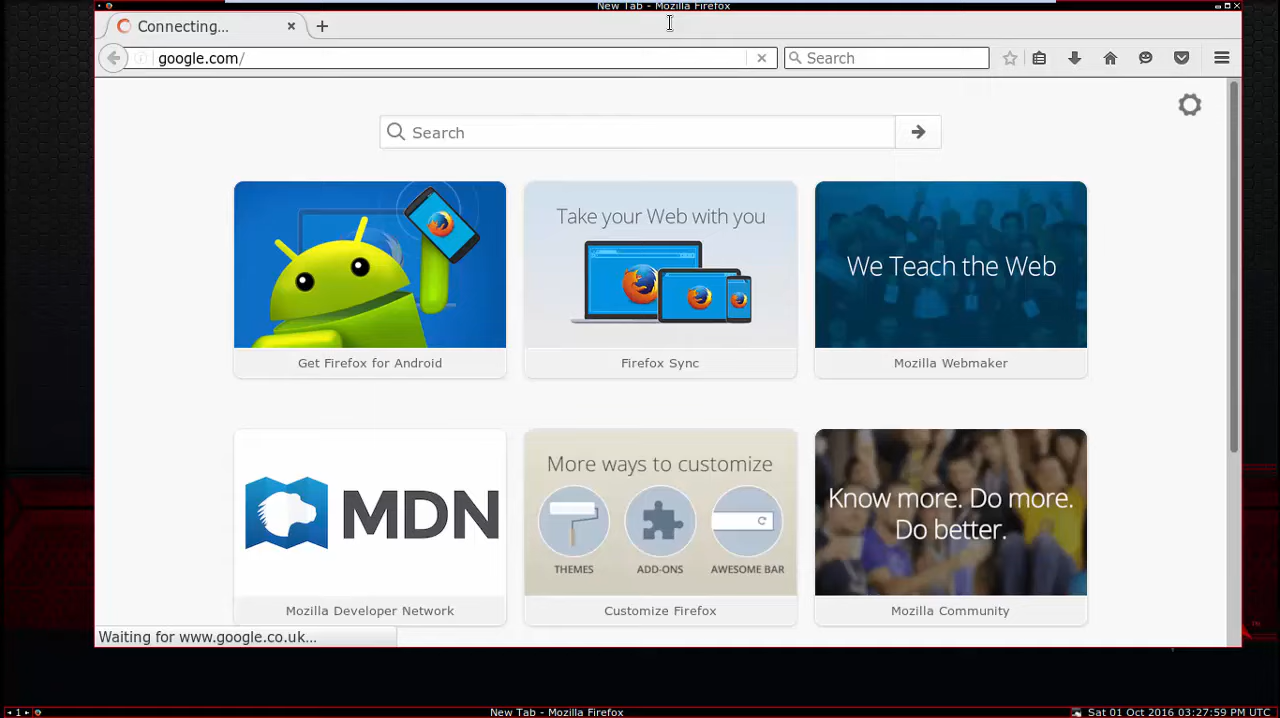 New Tab - Mozilla Firefox
Connecting...
google.com/
Search
Search
Take your Web with you
We Teach the Web
Get Firefox for Android
Firefox Sync
Mozilla Webmaker
MDN
More ways to customize
THEMES
ADD-ONS
AWESOME BAR
Know more. Do more.
Do better.
Mozilla Developer Network
Customize Firefox
Mozilla Community
Waiting for www.google.co.uk...
1
New Tab - Mozilla Firefox
Sat 01 Oct 2016 03:27:59 PM UTC